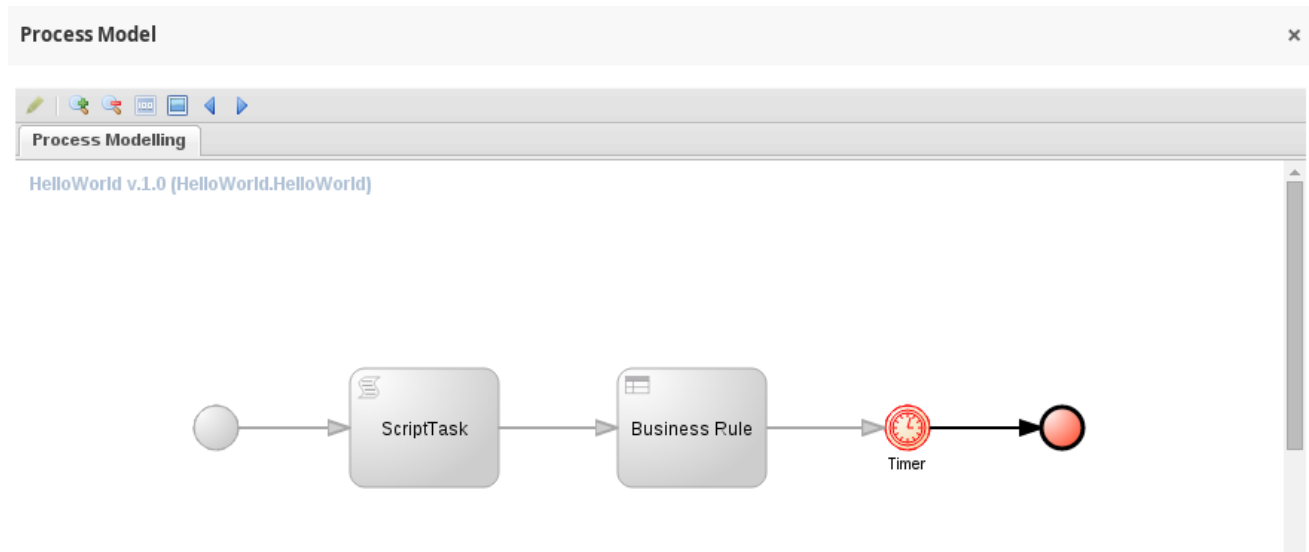 Process Model
Process Modelling
HelloWorld v.1.0 (HelloWorld.HelloWorld)
ScriptTask
Business Rule
Timer